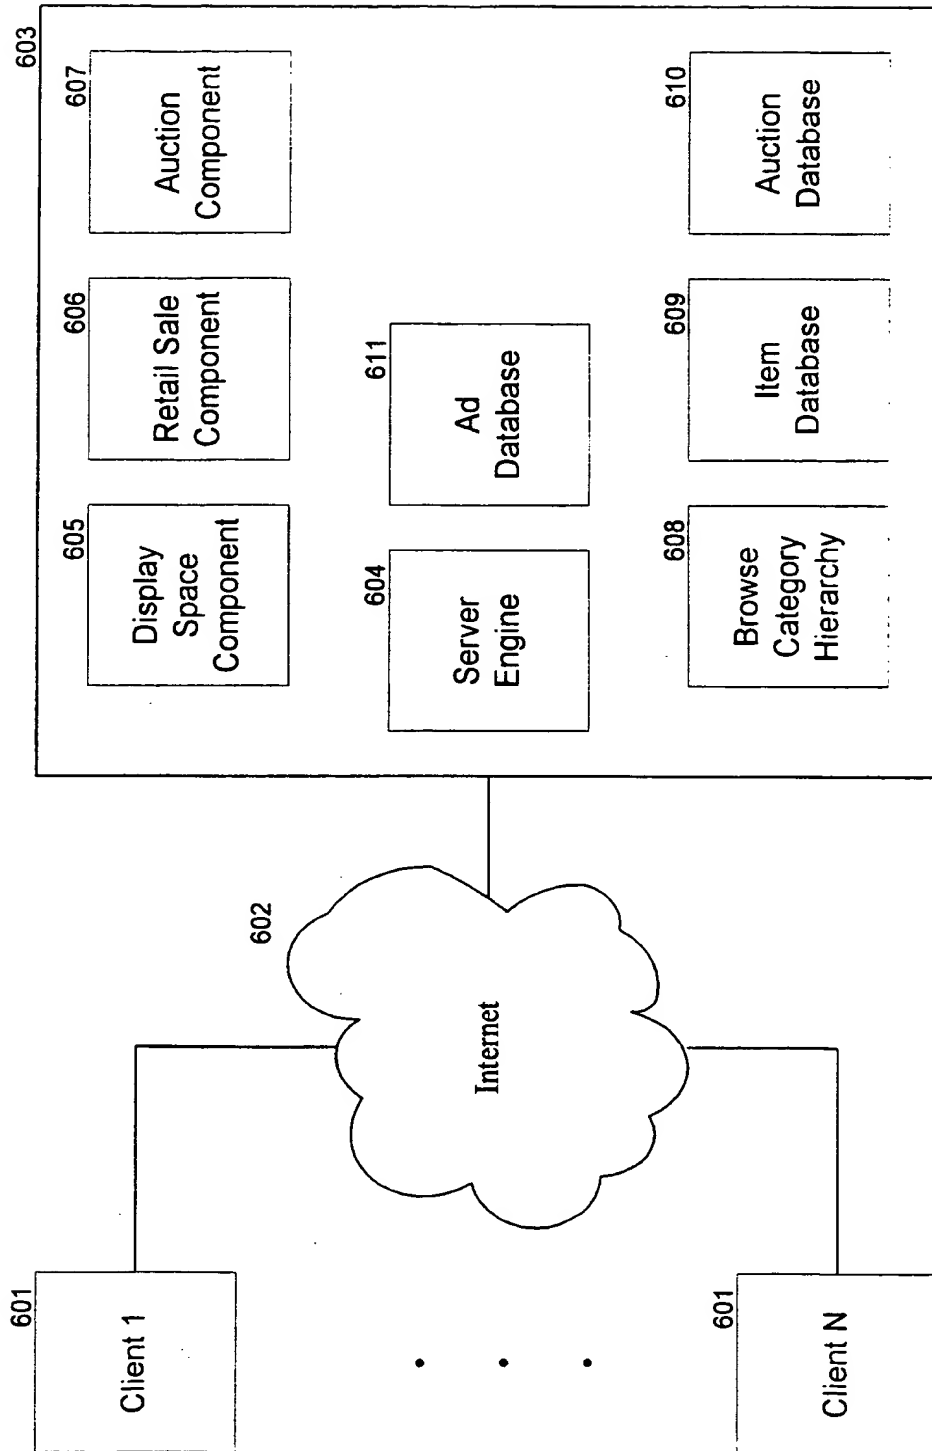 601
Client 1
601
Client N
602
Internet
603
605
Display
Space
Component
606
Retail Sale
Component
607
Auction
Component
604
Server
Engine
611
Ad
Database
608
Browse
Category
Hierarchy
609
Item
Database
610
Auction
Database